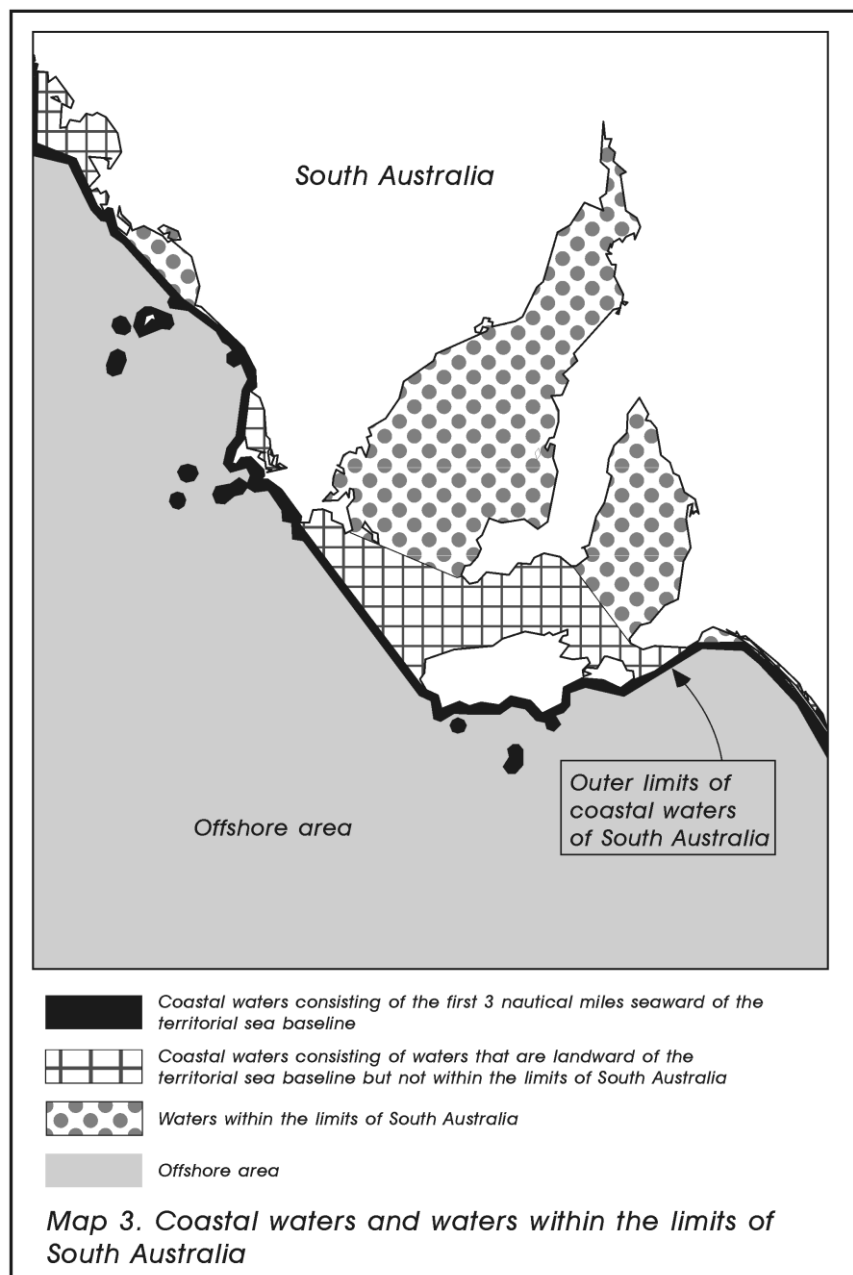 South Australia
Outer limits of
coastal waters
of South Australia
Offshore area
Coastal waters consisting of the first 3 nautical miles seaward of the
territorial sea baseline
Coastal waters consisting of waters that are landward of the
territorial sea baseline but not within the limits of South Australia
Waters within the limits of South Australia
Offshore area
Map 3. Coastal waters and waters within the limits of
South Australia